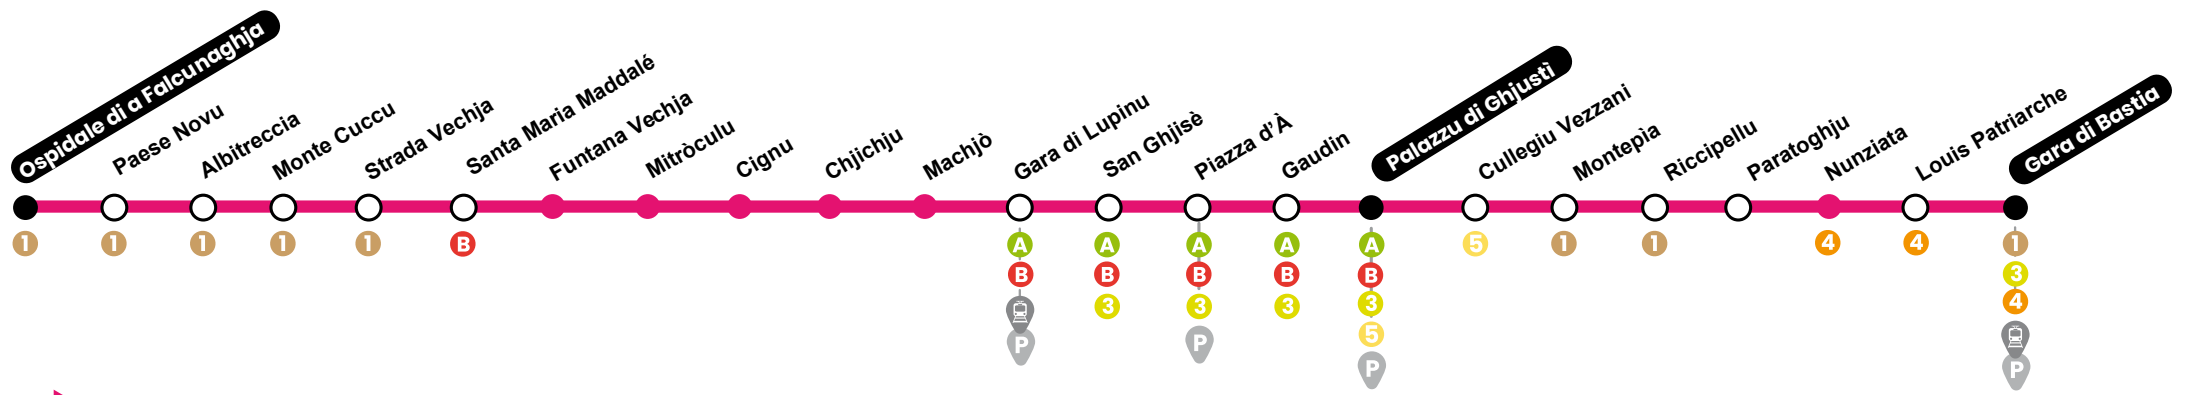 Ospidale di a Falcunaghja
Paese Novu
Albitreccia
Monte Cuccu
Strada Vechja
Santa Maria Maddalé
Funtana Vechja
Mitròculu
Cignu
Chjichju
Machjò
Gara di Lupinu
San Ghjisè
Piazza d'À
Gaudin
Palazzu di Ghjustì
Cullegiu Vezzani
Montepìa
Riccipellu
Paratoghju
Nunziata
Louis Patriarche
Gara di Bastia
1
1
1
1
1
B
A
B
P
A
B
3
A
B
3
P
A
B
3
A
B
3
5
P
5
1
1
4
4
1
3
4
P